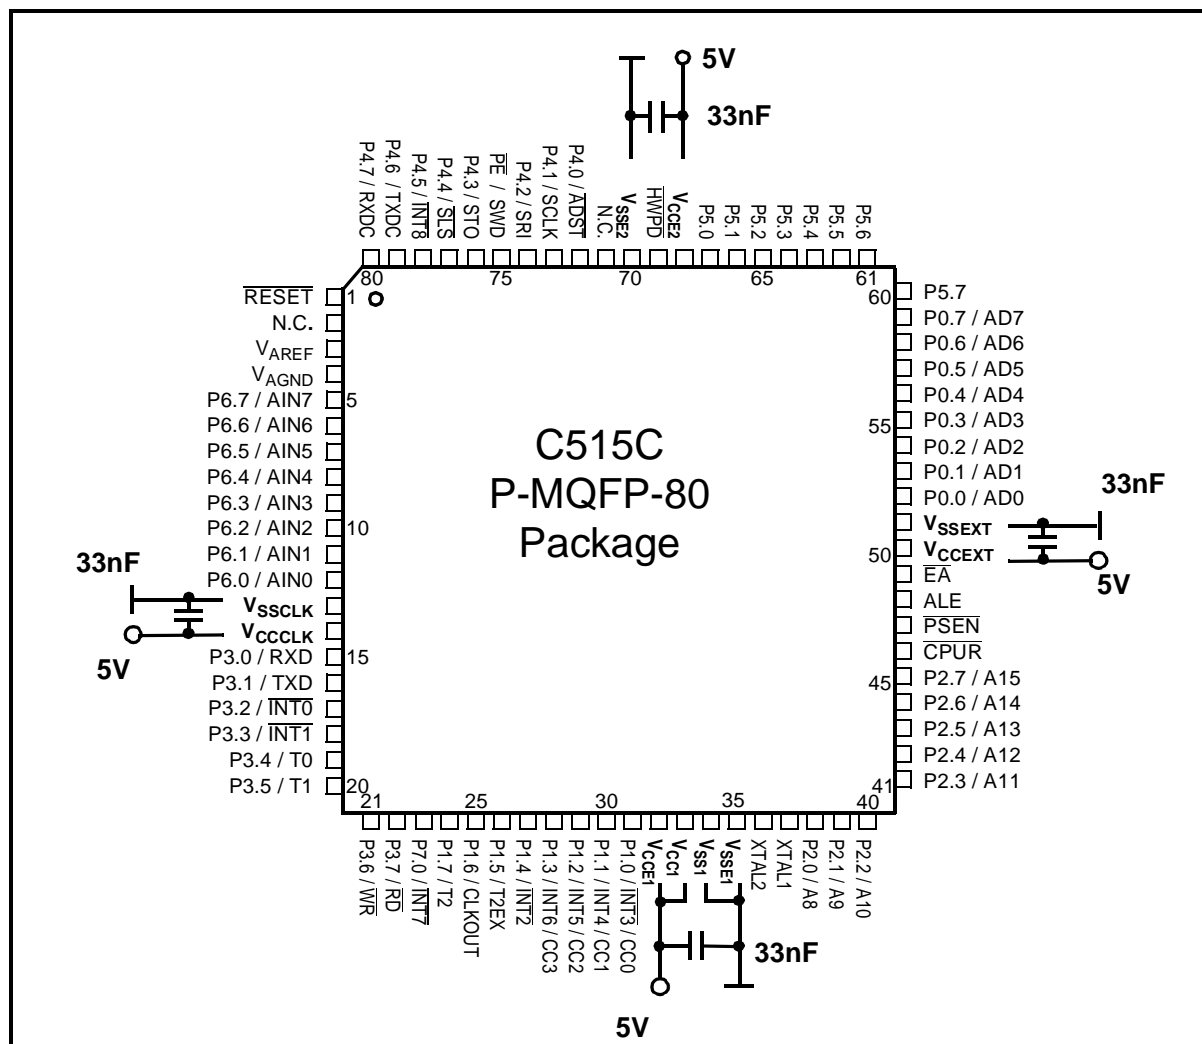 5V
33nF
P4.7 / RXDC
P4.6 / TXDC
P4.5 / INT8
P4.4 / SLS
P4.3 / STO
PE / SWD
P4.2 / SRI
P4.1 / SCLK
P4.0 / ADST
N.C.
VSSE2
HWPD
VCCE2
P5.0
P5.1
P5.2
P5.3
P5.4
P5.5
P5.6
80
75
70
65
61
RESET
1
N.C.
VAREF
VAGND
P6.7 / AIN7
5
P6.6 / AIN6
P6.5 / AIN5
P6.4 / AIN4
P6.3 / AIN3
P6.2 / AIN2
10
P6.1 / AIN1
P6.0 / AIN0
33nF
VSSCLK
VCCCLK
5V
P3.0 / RXD
15
P3.1 / TXD
P3.2 / INT0
P3.3 / INT1
P3.4 / T0
P3.5 / T1
20
C515C
P-MQFP-80
Package
60
P5.7
P0.7 / AD7
P0.6 / AD6
P0.5 / AD5
P0.4 / AD4
55
P0.3 / AD3
P0.2 / AD2
P0.1 / AD1
P0.0 / AD0
33nF
VSSEXT
50
VCCEXT
5V
EA
ALE
PSEN
CPUR
45
P2.7 / A15
P2.6 / A14
P2.5 / A13
P2.4 / A12
41
P2.3 / A11
21
25
30
35
40
P3.6 / WR
P3.7 / RD
P7.0 / INT7
P1.7 / T2
P1.6 / CLKOUT
P1.5 / T2EX
P1.4 / INT2
P1.3 / INT6 / CC3
P1.2 / INT5 / CC2
P1.1 / INT4 / CC1
P1.0 / INT3 / CC0
VCCE1
VCC1
VSS1
VSSE1
XTAL2
XTAL1
P2.0 / A8
P2.1 / A9
P2.2 / A10
33nF
5V